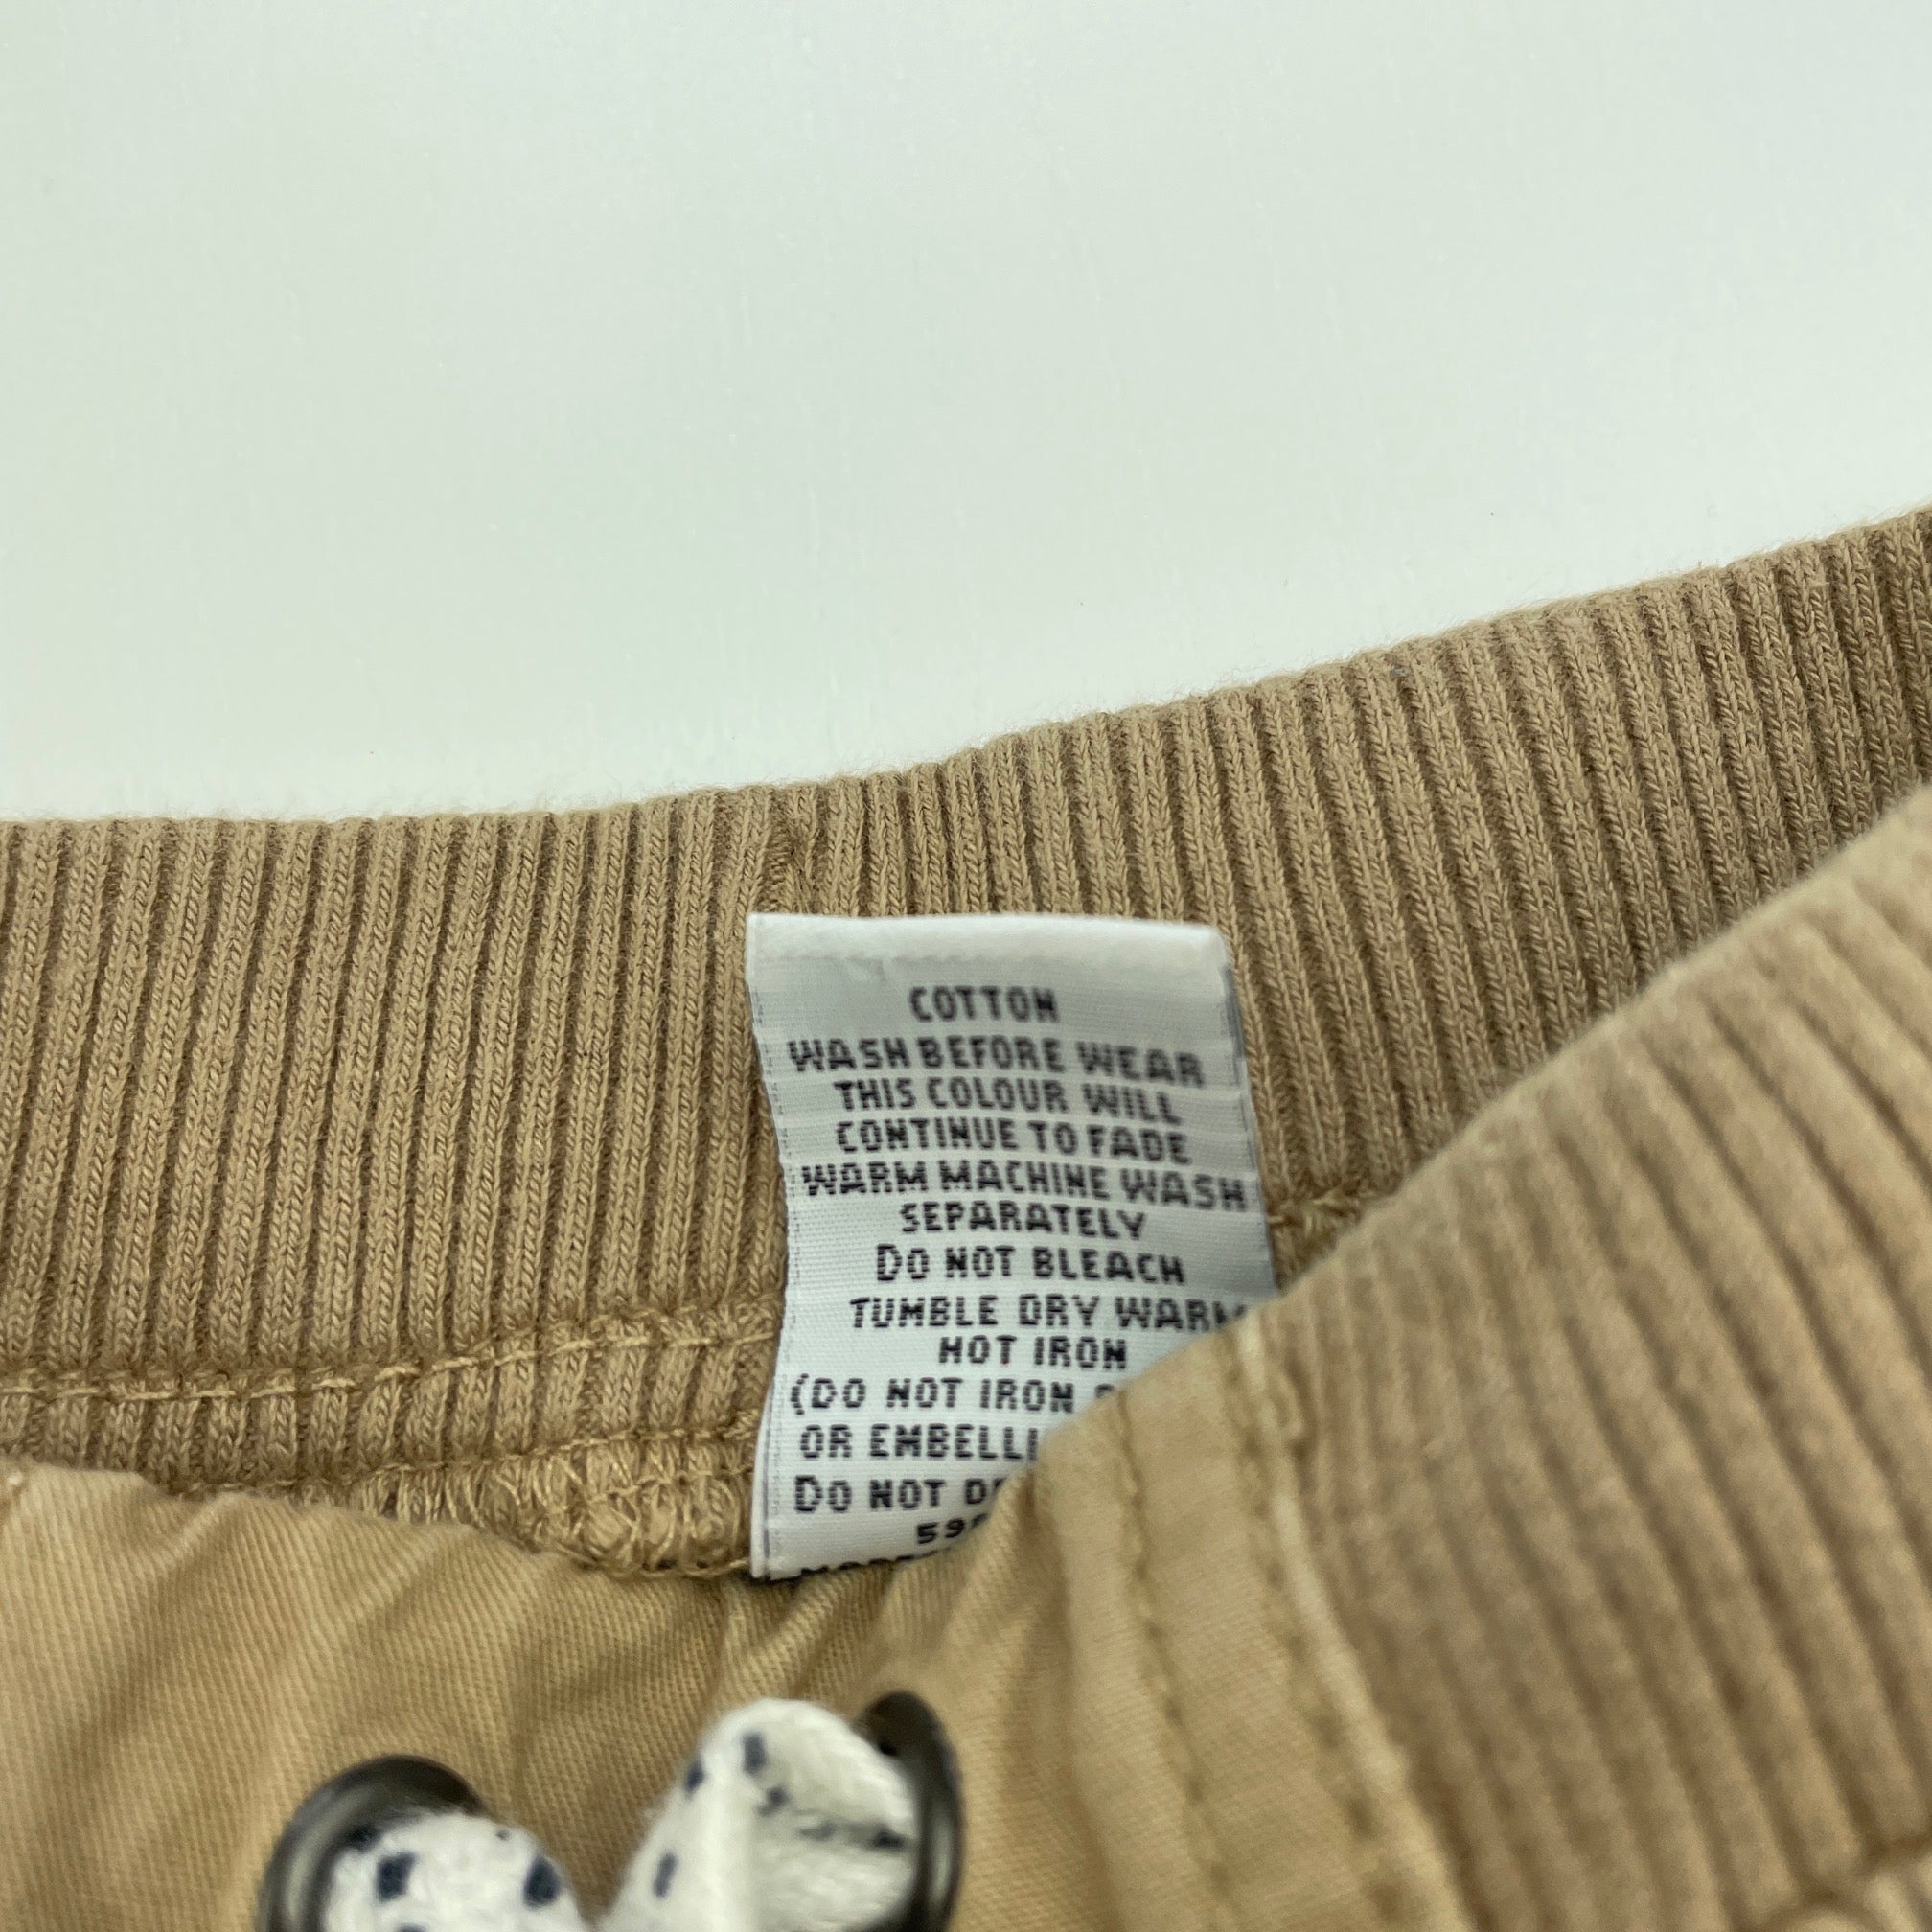 COTTON
WASH BEFORE WEAR
THIS COLOUR WILL
CONTINUE TO FADE
WARM MACHINE WASH
SEPARATELY
DO NOT BLEACH
TUMBLE DRY WARM
HOT IRON
(DO NOT IRON
OR
DO NOT